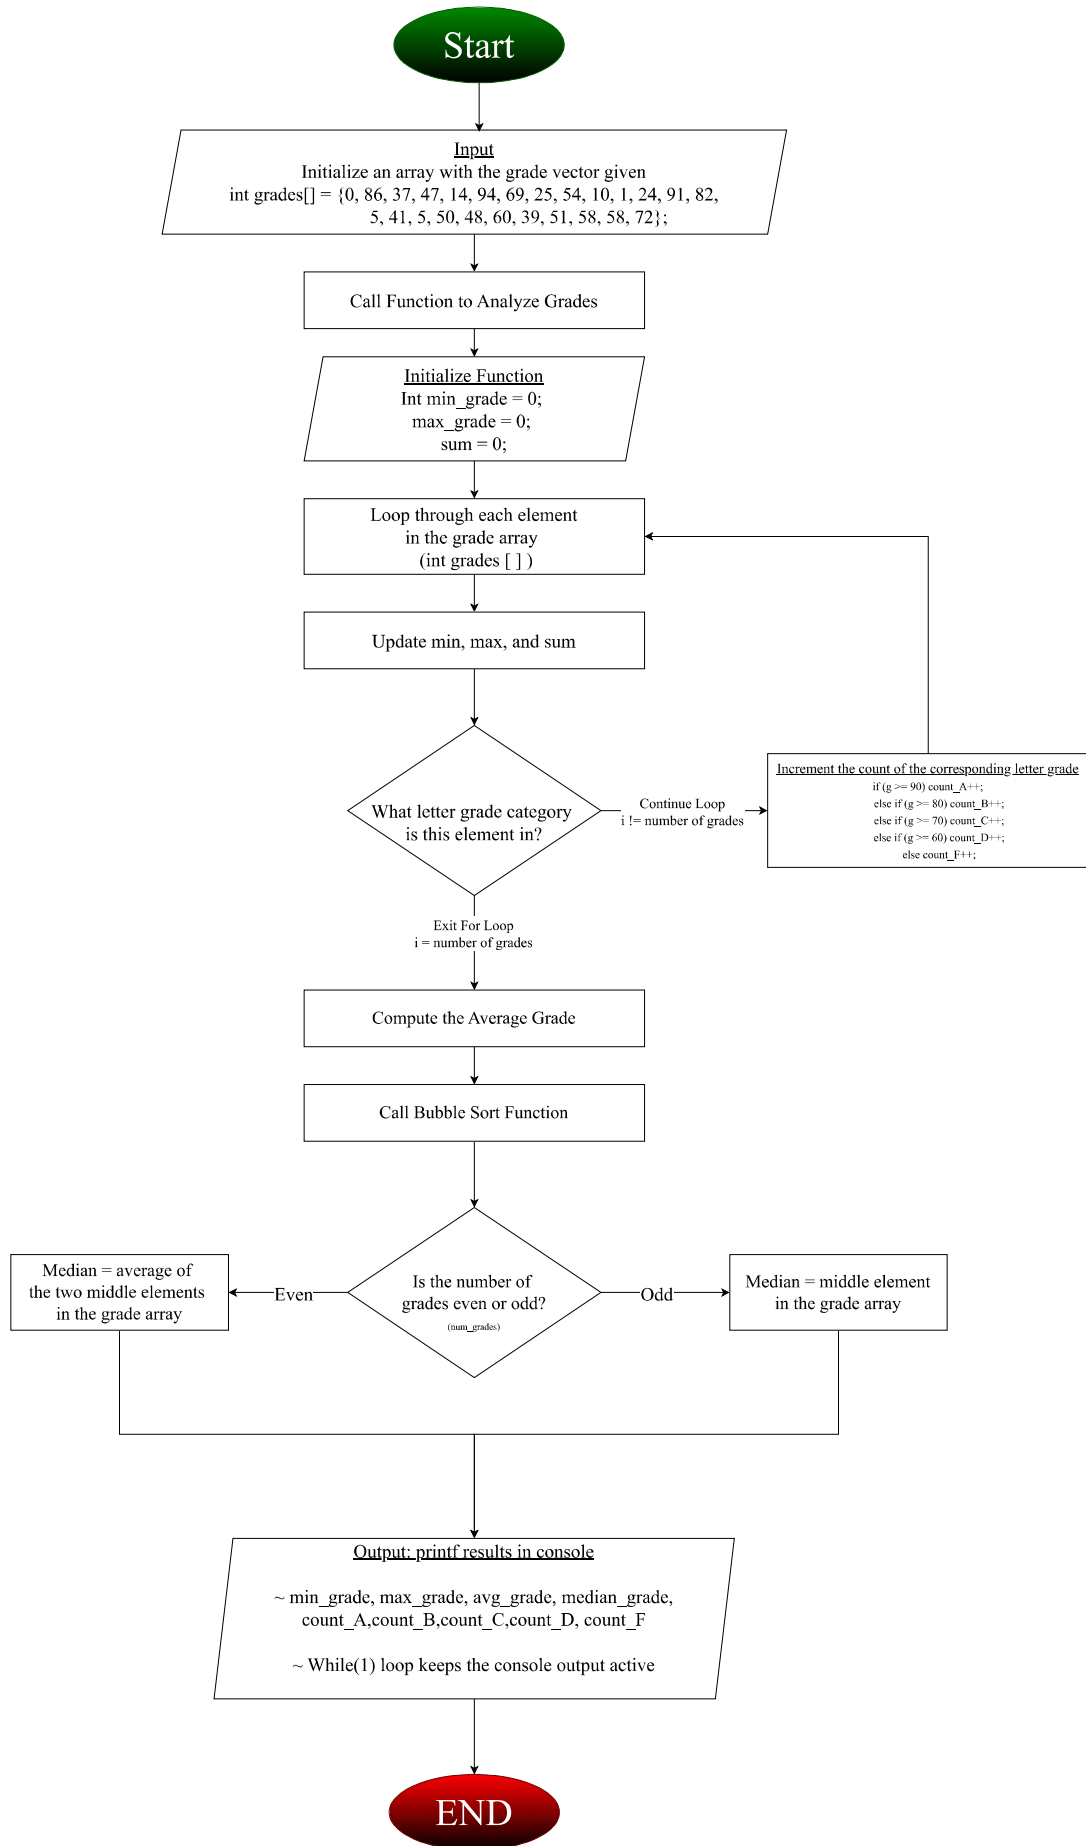 Start
Input
Initialize an array with the grade vector given
int grades[] = {0, 86, 37, 47, 14, 94, 69, 25, 54, 10, 1, 24, 91, 82,
5, 41, 5, 50, 48, 60, 39, 51, 58, 58, 72};
Call Function to Analyze Grades
Initialize Function
Int min_grade = 0;
max_grade = 0;
sum = 0;
Loop through each element
in the grade array
(int grades [ ] )
Update min, max, and sum
What letter grade category
is this element in?
Continue Loop
i != number of grades
Increment the count of the corresponding letter grade
if (g >= 90) count_A++;
else if (g >= 80) count_B++;
else if (g >= 70) count_C++;
else if (g >= 60) count_D++;
else count_F++;
Exit For Loop
i = number of grades
Compute the Average Grade
Call Bubble Sort Function
Is the number of
grades even or odd?
(num_grades)
Even
Median = average of
the two middle elements
in the grade array
Odd
Median = middle element
in the grade array
Output: printf results in console
~ min_grade, max_grade, avg_grade, median_grade,
count_A,count_B,count_C,count_D, count_F
~ While(1) loop keeps the console output active
END